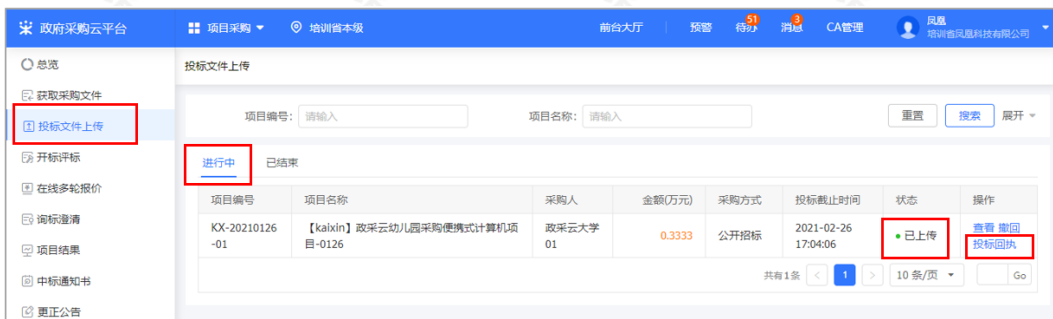 政府采购云平台 项目采购 培训省本级 前台大厅 预警 待办 51 消息 3 CA管理 凤凰
培训省凤凰科技有限公司
总览 投标文件上传
获取采购文件
投标文件上传 项目编号： 请输入 项目名称： 请输入 重置 搜索 展开
开标评标 进行中 已结束
在线多轮报价 项目编号 项目名称 采购人 金额(万元) 采购方式 投标截止时间 状态 操作
询标澄清 KX-20210126 【kaixin】政采云幼儿园采购便携式计算机项 政采云大学 0.3333 公开招标 2021-02-26 已上传 查看 撤回
-01 目-0126 01 17:04:06 投标回执
项目结果
中标通知书 共有1条 < 1 > 10 条/页 Go
更正公告